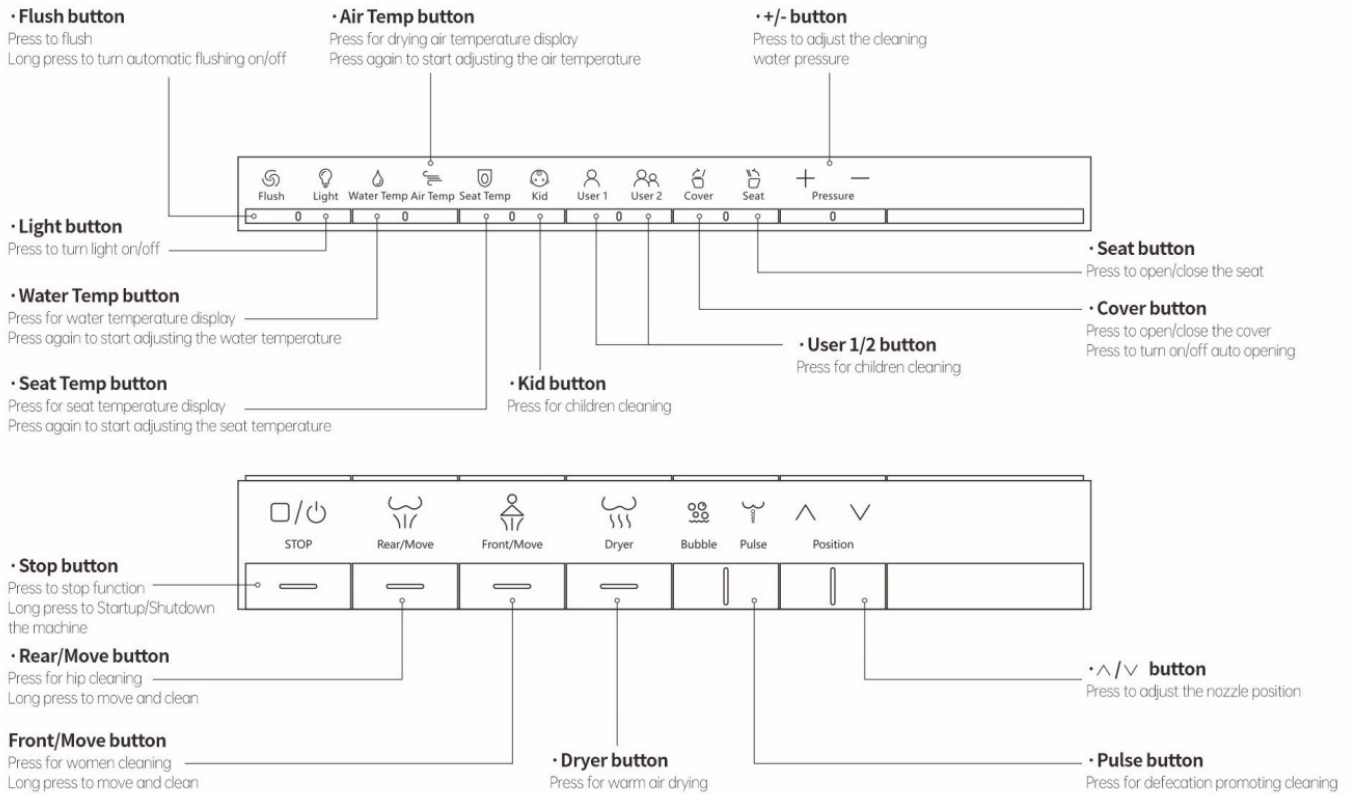 · Flush button
Press to flush
Long press to turn automatic flushing on/off
· Air Temp button
Press for drying air temperature display
Press again to start adjusting the air temperature
· +/- button
Press to adjust the cleaning
water pressure
Flush
Light
Water Temp
Air Temp
Seat Temp
Kid
User 1
User 2
Cover
Seat
+ −
Pressure
· Light button
Press to turn light on/off
· Water Temp button
Press for water temperature display
Press again to start adjusting the water temperature
· Seat Temp button
Press for seat temperature display
Press again to start adjusting the seat temperature
· Kid button
Press for children cleaning
· User 1/2 button
Press for children cleaning
· Seat button
Press to open/close the seat
· Cover button
Press to open/close the cover
Press to turn on/off auto opening
STOP
Rear/Move
Front/Move
Dryer
Bubble
Pulse
Position
· Stop button
Press to stop function
Long press to Startup/Shutdown
the machine
· Rear/Move button
Press for hip cleaning
Long press to move and clean
Front/Move button
Press for women cleaning
Long press to move and clean
· Dryer button
Press for warm air drying
· ∧/∨ button
Press to adjust the nozzle position
· Pulse button
Press for defecation promoting cleaning